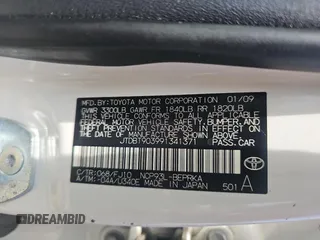 MFD BY: TOYOTA MOTOR CORPORATION 01/09
GVWR 3300LB GAWR FR 1840LB RR 1820LB
THIS VEHICLE CONFORMS TO ALL APPLICABLE
FEDERAL MOTOR VEHICLE SAFETY, BUMPER, AND
THEFT PREVENTION STANDARDS IN EFFECT ON
THE DATE OF MANUFACTURE SHOWN ABOVE.
JTDBT903991341371 PASS.CAR
C/TR:068/FJ10 NCP93L-BEPRKA
A/TM:-04A/U340E MADE IN JAPAN 501 A
TOYOTA
DREAMBID